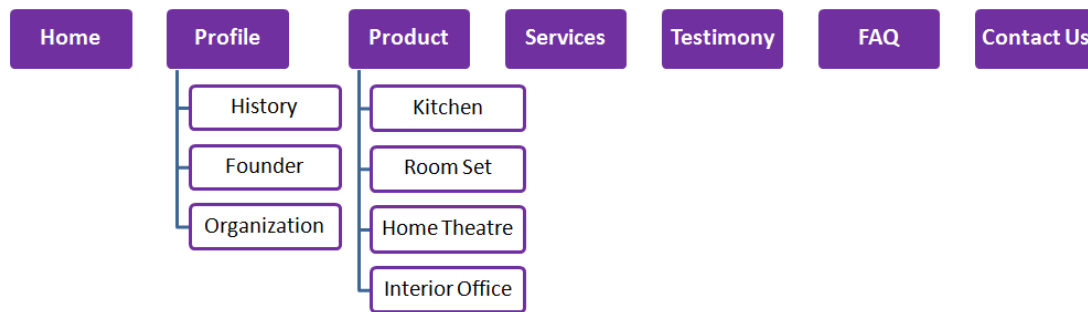 Home
Profile
Product
Services
Testimony
FAQ
Contact Us
History
Founder
Organization
Kitchen
Room Set
Home Theatre
Interior Office